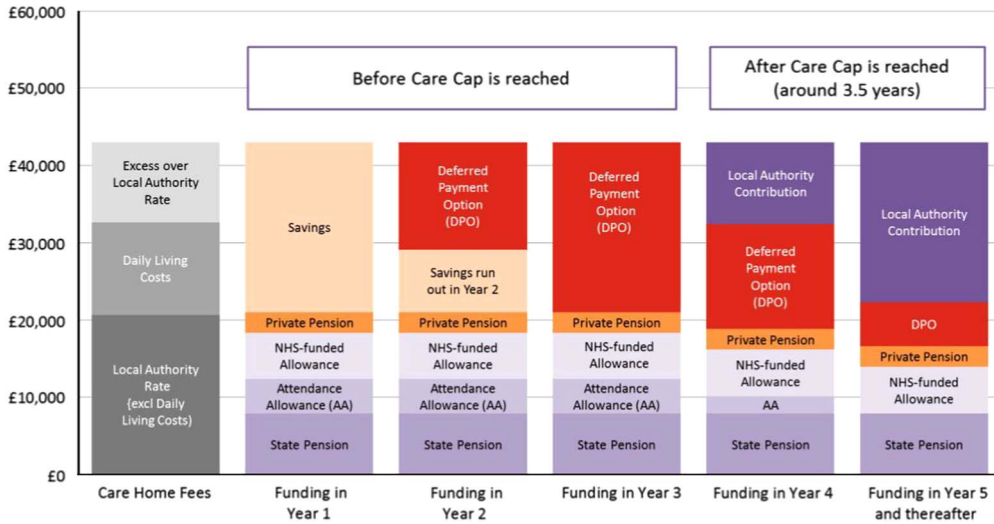 £60,000
£50,000
£40,000
£30,000
£20,000
£10,000
£0
Before Care Cap is reached
After Care Cap is reached
(around 3.5 years)
Excess over
Local Authority
Rate
Daily Living
Costs
Local Authority
Rate
{excl Daily
Living Costs)
Care Home Fees
Savings
Private Pension
NHS-funded
Allowance
Attendance
Allowance (AA)
State Pension
Funding in
Year 1
Deferred
Payment
Option
(DPO)
Savings run
out in Year 2
Private Pension
NHS-funded
Allowance
Attendance
Allowance (AA)
State Pension
Funding in
Year 2
Deferred
Payment
Option
(DPO)
Private Pension
NHS-funded
Allowance
Attendance
Allowance (AA)
State Pension
Funding in Year 3
Local Authority
Contribution
Deferred
Payment
Option
(DPO)
Private Pension
NHS-funded
Allowance
AA
State Pension
Funding in Year 4
Local Authority
Contribution
DPO
Private Pension
NHS-funded
Allowance
State Pension
Funding in Year 5
and thereafter